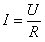 I = U/R